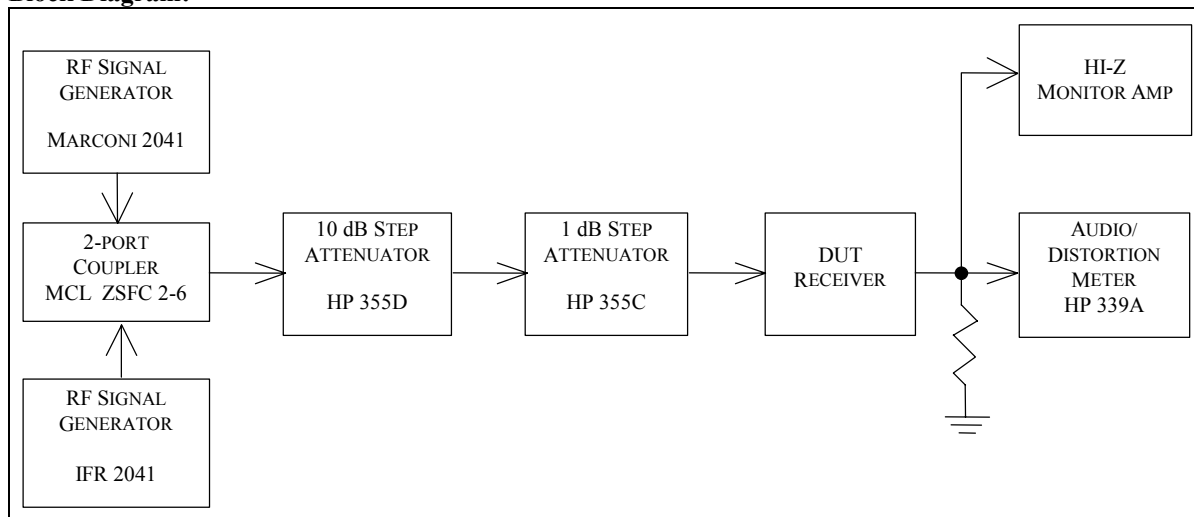 RF SIGNAL
GENERATOR
MARCONI 2041
2-PORT
COUPLER
MCL ZSFC 2-6
RF SIGNAL
GENERATOR
IFR 2041
10 dB STEP
ATTENUATOR
HP 355D
1 dB STEP
ATTENUATOR
HP 355C
DUT
RECEIVER
HI-Z
MONITOR AMP
AUDIO/
DISTORTION
METER
HP 339A